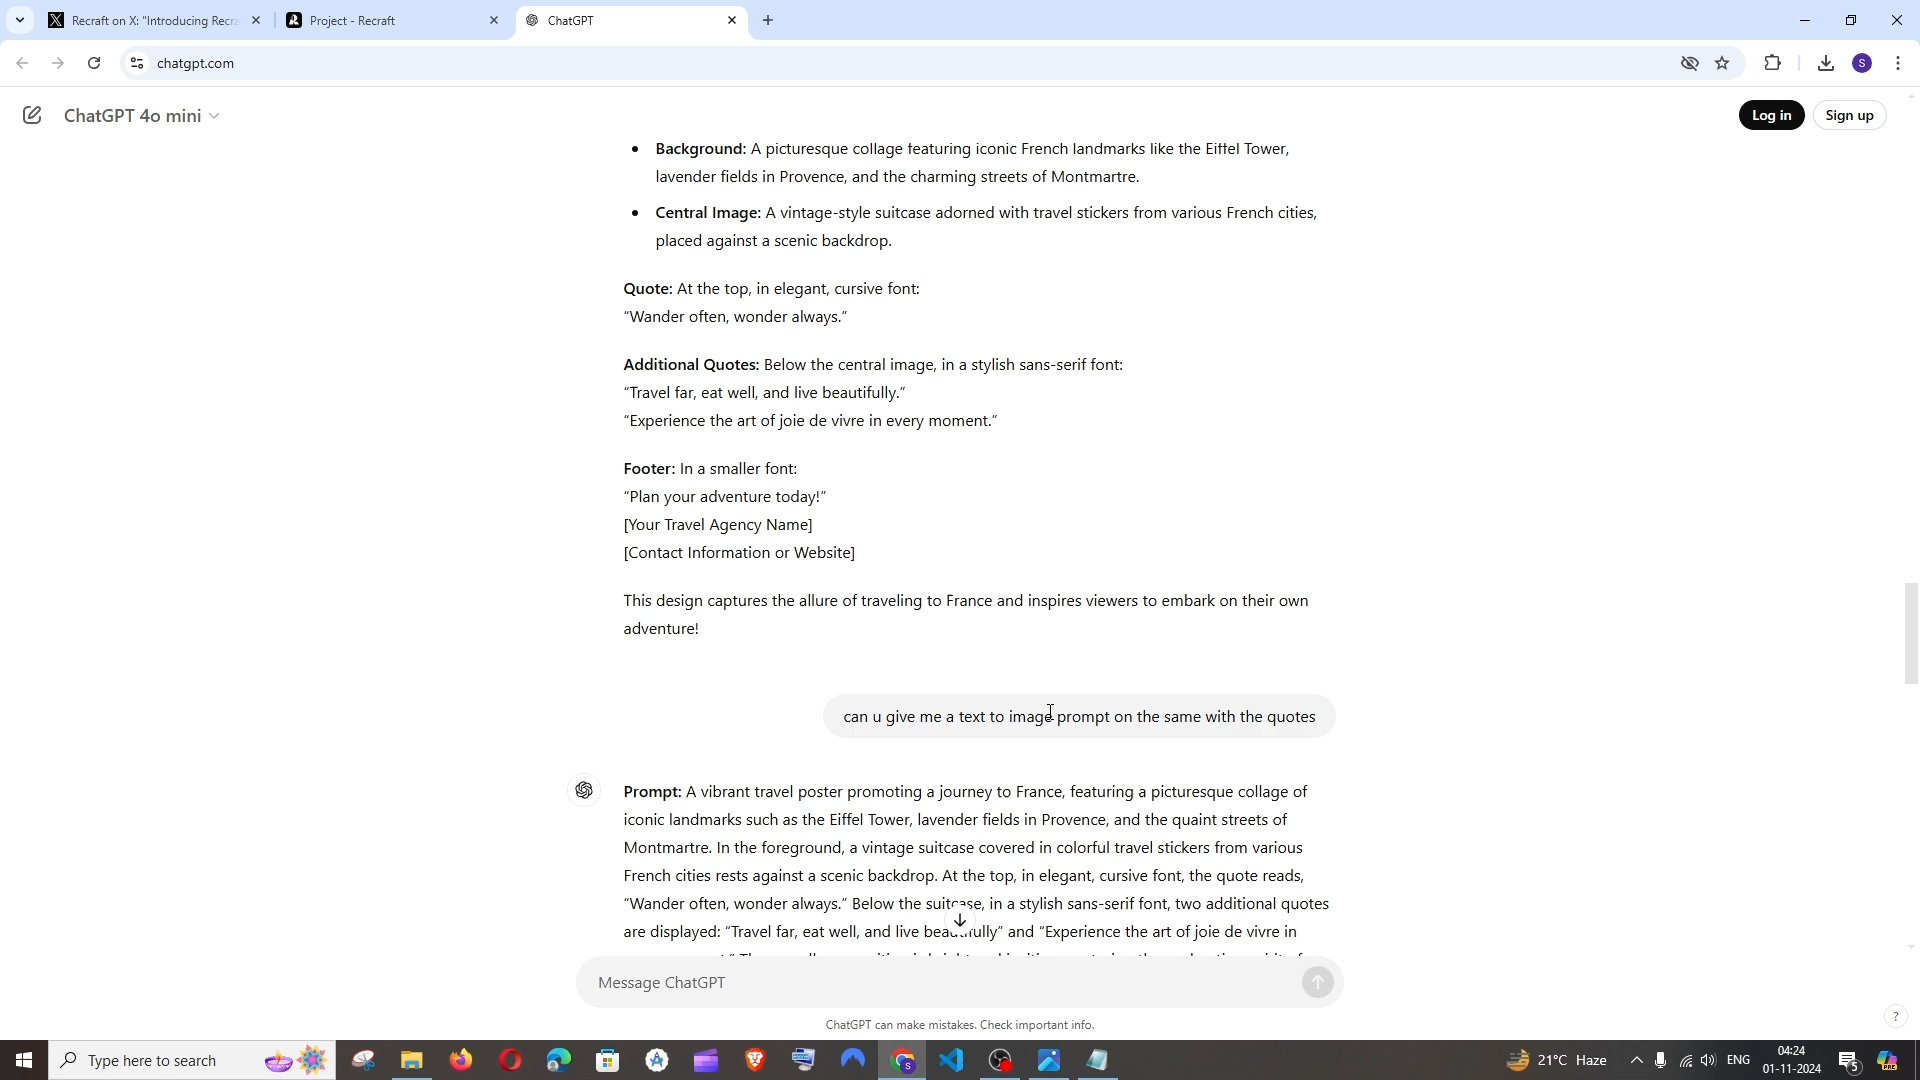 Recraft on X: "Introducing Recra
Project - Recraft
ChatGPT
chatgpt.com
S
ChatGPT 4o mini
Log in
Sign up
Background: A picturesque collage featuring iconic French landmarks like the Eiffel Tower,
lavender fields in Provence, and the charming streets of Montmartre.
Central Image: A vintage-style suitcase adorned with travel stickers from various French cities,
placed against a scenic backdrop.
Quote: At the top, in elegant, cursive font:
"Wander often, wonder always."
Additional Quotes: Below the central image, in a stylish sans-serif font:
"Travel far, eat well, and live beautifully."
"Experience the art of joie de vivre in every moment."
Footer: In a smaller font:
"Plan your adventure today!"
[Your Travel Agency Name]
[Contact Information or Website]
This design captures the allure of traveling to France and inspires viewers to embark on their own
adventure!
can u give me a text to image prompt on the same with the quotes
Prompt: A vibrant travel poster promoting a journey to France, featuring a picturesque collage of
iconic landmarks such as the Eiffel Tower, lavender fields in Provence, and the quaint streets of
Montmartre. In the foreground, a vintage suitcase covered in colorful travel stickers from various
French cities rests against a scenic backdrop. At the top, in elegant, cursive font, the quote reads,
"Wander often, wonder always." Below the suitcase, in a stylish sans-serif font, two additional quotes
are displayed: "Travel far, eat well, and live beautifully" and "Experience the art of joie de vivre in
Message ChatGPT
ChatGPT can make mistakes. Check important info.
?
Type here to search
21°C Haze
ENG
04:24
01-11-2024
5